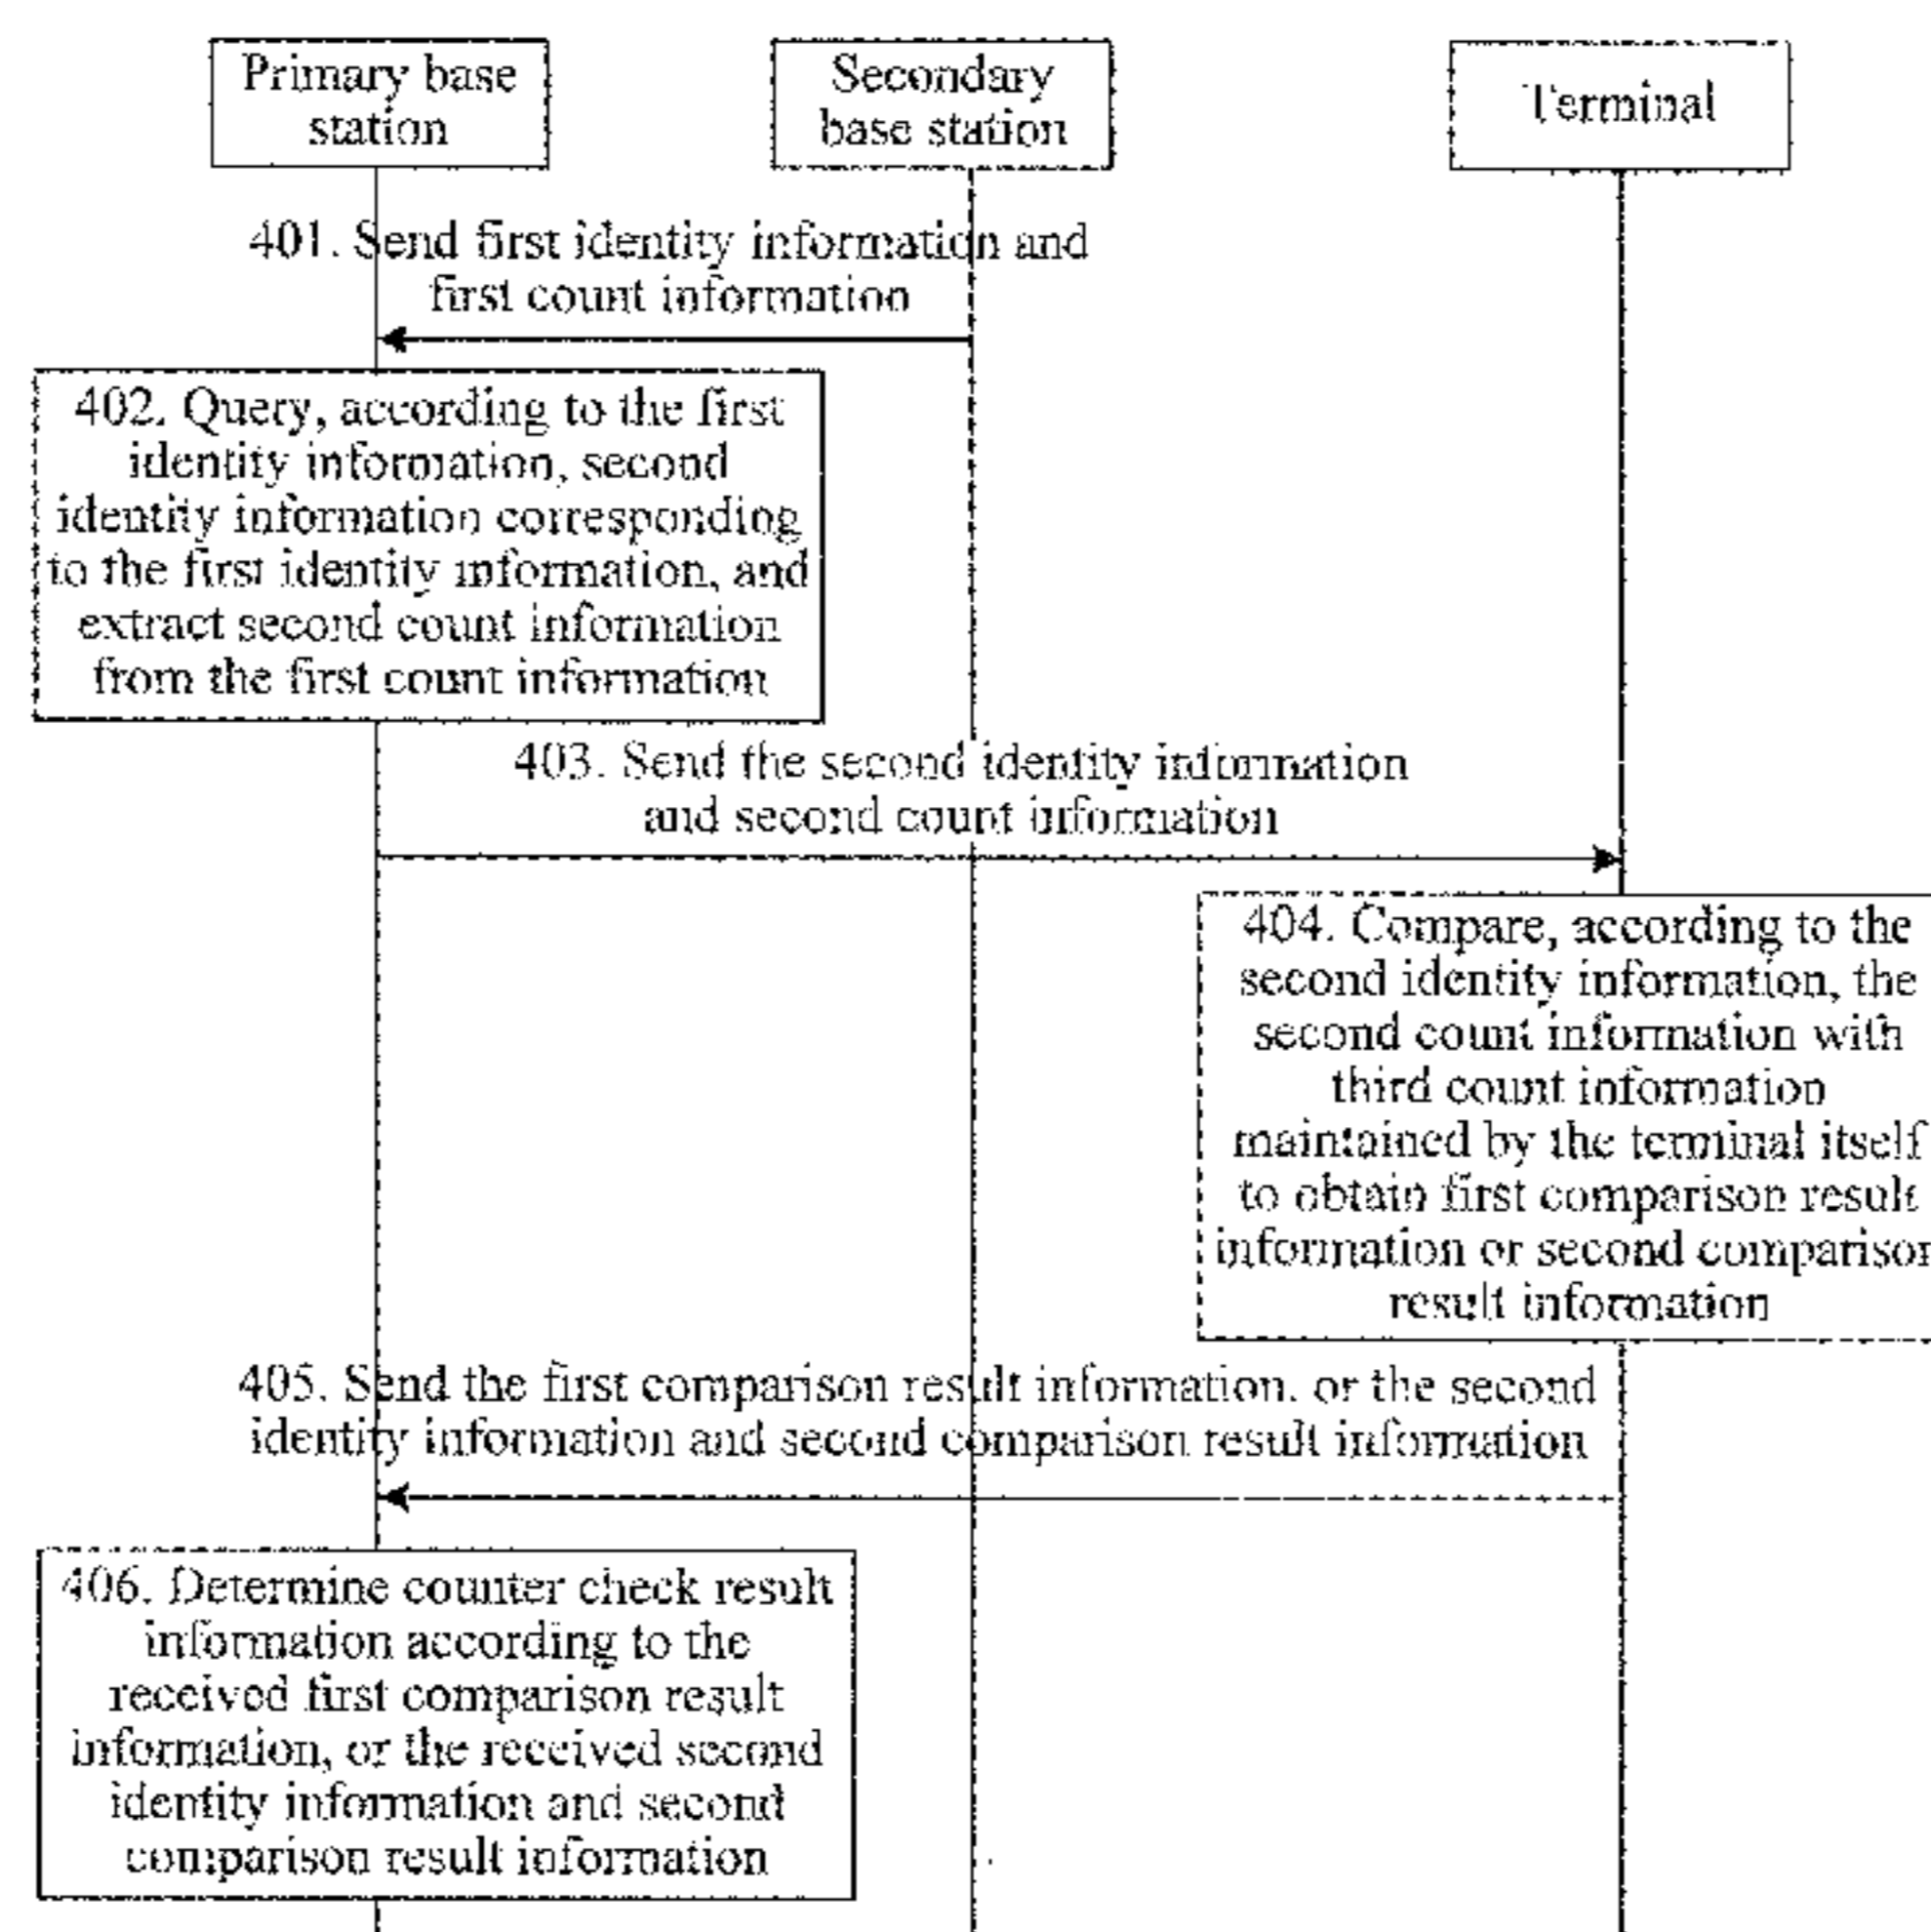 Primary base
station
Secondary
base station
Terminal
401. Send first identity information and
first count information
402. Query, according to the first
identity information, second
identity information corresponding
to the first identity information, and
extract second count information
from the first count information
403. Send the second identity information
and second count information
404. Compare, according to the
second identity information, the
second count information with
third count information
maintained by the terminal itself
to obtain first comparison result
information or second comparison
result information
405. Send the first comparison result information, or the second
identity information and second comparison result information
406. Determine counter check result
information according to the
received first comparison result
information, or the received second
identity information and second
comparison result information